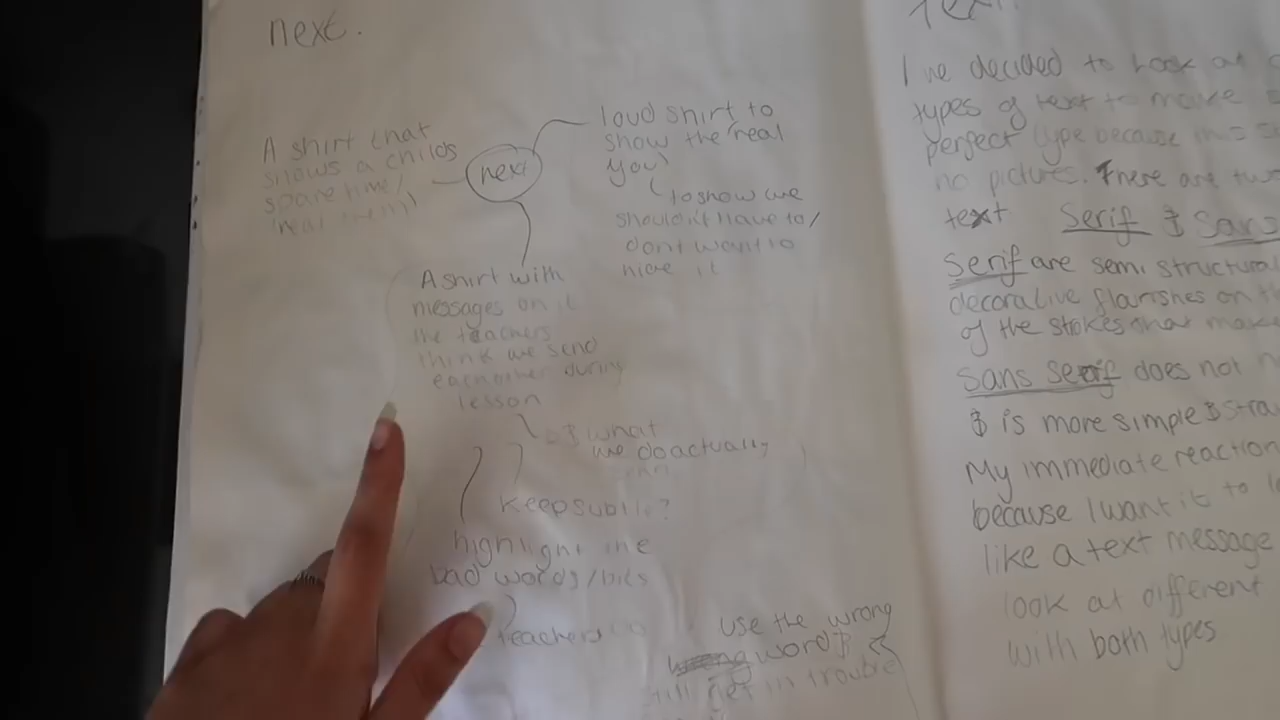 next.
A shirt that
shows a childs
spare time/
next
loud shirt to
show the 'real
you'
to show we
shouldn't have to/
dont want to
hide it
A shirt with
messages on it
the teachers
think we send
eachother during
lesson
& what
we do actually
keep subtle?
highlight the
bad words/bits
teachers
use the wrong
word &
still get in trouble
I've decided to look at
types of text to make
perfect type because
no pictures. There are two
text Serif & Sans
Serif are semi structural
decorative flourishes on
of the stokes that make
sans serif does not
& is more simple &
My immediate reaction
because I want it to
like a text message
look at different
with both types